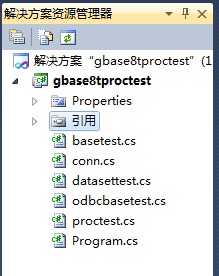 解决方案资源管理器
解决方案“gbase8tproctest”(1
gbase8tproctest
Properties
引用
basetest.cs
conn.cs
datasettest.cs
odbcbasetest.cs
proctest.cs
Program.cs